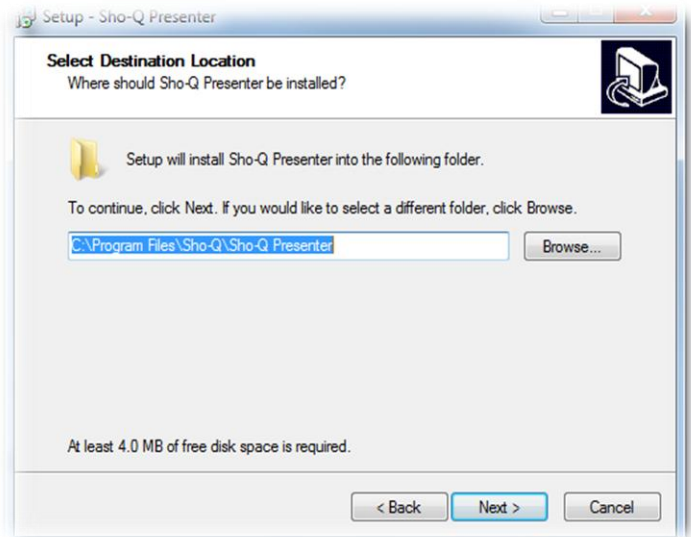 Setup - Sho-Q Presenter
Select Destination Location
Where should Sho-Q Presenter be installed?
Setup will install Sho-Q Presenter into the following folder.
To continue, click Next. If you would like to select a different folder, click Browse.
C:\Program Files\Sho-Q\Sho-Q Presenter
Browse...
At least 4.0 MB of free disk space is required.
< Back
Next >
Cancel